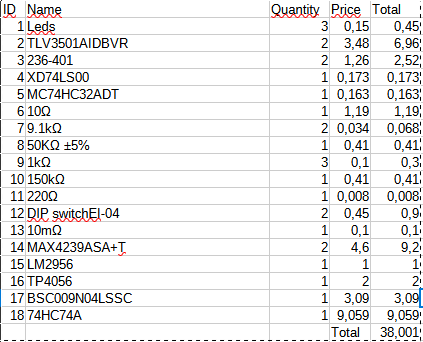 ID Name Quantity Price Total
1 Leds 3 0,15 0,45
2 TLV3501AIDBVR 2 3,48 6,96
3 236-401 2 1,26 2,52
4 XD74LS00 1 0,173 0,173
5 MC74HC32ADT 1 0,163 0,163
6 10Ω 1 1,19 1,19
7 9.1kΩ 2 0,034 0,068
8 50KΩ ±5% 1 0,41 0,41
9 1kΩ 3 0,1 0,3
10 150kΩ 1 0,41 0,41
11 220Ω 1 0,008 0,008
12 DIP switchEI-04 2 0,45 0,9
13 10mΩ 1 0,1 0,1
14 MAX4239ASA+T 2 4,6 9,2
15 LM2956 1 1 1
16 TP4056 1 2 2
17 BSC009N04LSSC 1 3,09 3,09
18 74HC74A 1 9,059 9,059
Total 38,001